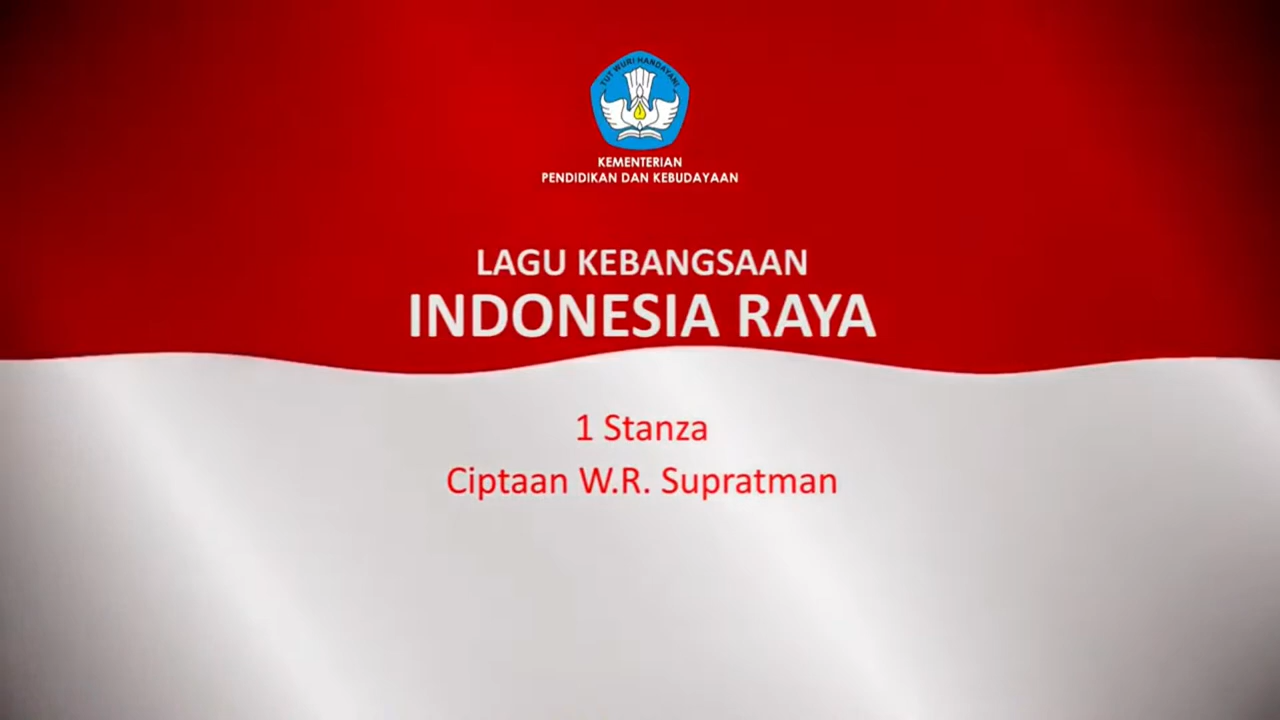 TUT WURI HANDAYANI
KEMENTERIAN
PENDIDIKAN DAN KEBUDAYAAN
LAGU KEBANGSAAN
INDONESIA RAYA
1 Stanza
Ciptaan W.R. Supratman